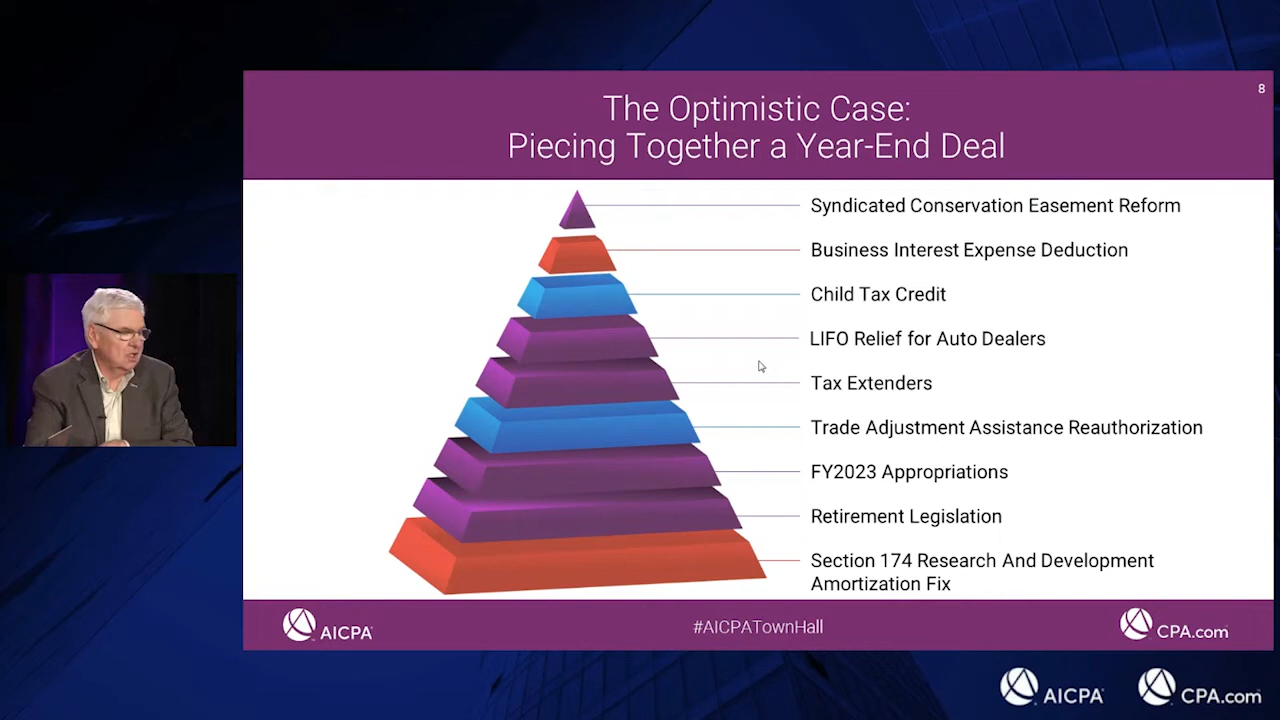 8
The Optimistic Case:
Piecing Together a Year-End Deal
Syndicated Conservation Easement Reform
Business Interest Expense Deduction
Child Tax Credit
LIFO Relief for Auto Dealers
Tax Extenders
Trade Adjustment Assistance Reauthorization
FY2023 Appropriations
Retirement Legislation
Section 174 Research And Development
Amortization Fix
AICPA
#AICPATownHall
CPA.com
AICPA
CPA.com